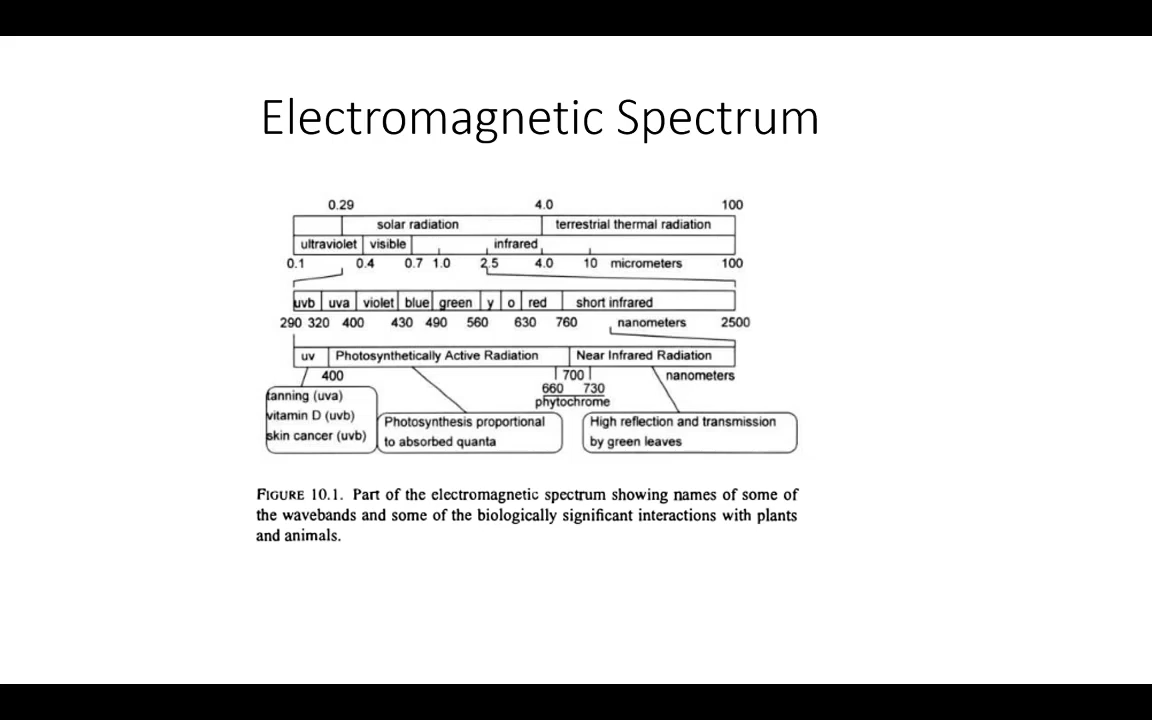 Electromagnetic Spectrum
0.29 4.0 100
solar radiation terrestrial thermal radiation
ultraviolet visible infrared
0.1 0.4 0.7 1.0 2.5 4.0 10 micrometers 100
uvb uva violet blue green y o red short infrared
290 320 400 430 490 560 630 760 nanometers 2500
uv Photosynthetically Active Radiation Near Infrared Radiation
400 700 nanometers
660 730
phytochrome
tanning (uva)
vitamin D (uvb)
skin cancer (uvb)
Photosynthesis proportional
to absorbed quanta
High reflection and transmission
by green leaves
FIGURE 10.1. Part of the electromagnetic spectrum showing names of some of
the wavebands and some of the biologically significant interactions with plants
and animals.